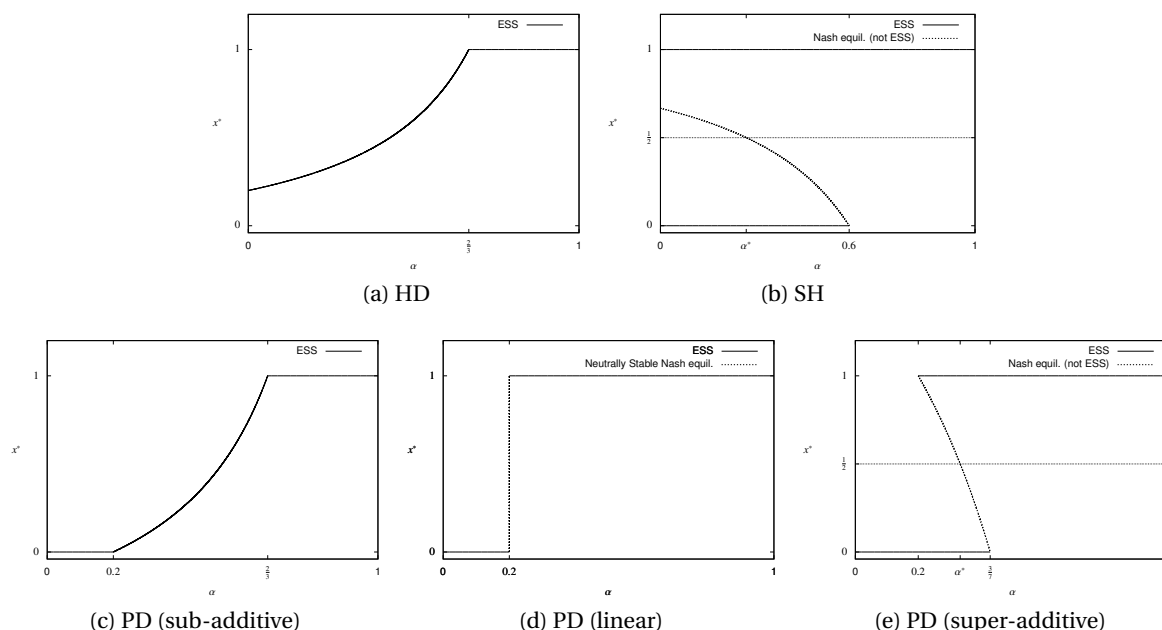 ESS
1
x*
0
0
2/3
1
α
(a) HD
ESS
Nash equil. (not ESS)
1
x*
1/2
0
0
α*
0.6
1
α
(b) SH
ESS
1
x*
0
0
0.2
2/3
1
α
(c) PD (sub-additive)
ESS
Neutrally Stable Nash equil.
1
x*
0
0
0.2
1
α
(d) PD (linear)
ESS
Nash equil. (not ESS)
1
x*
1/2
0
0
0.2
α*
3/7
α
(e) PD (super-additive)